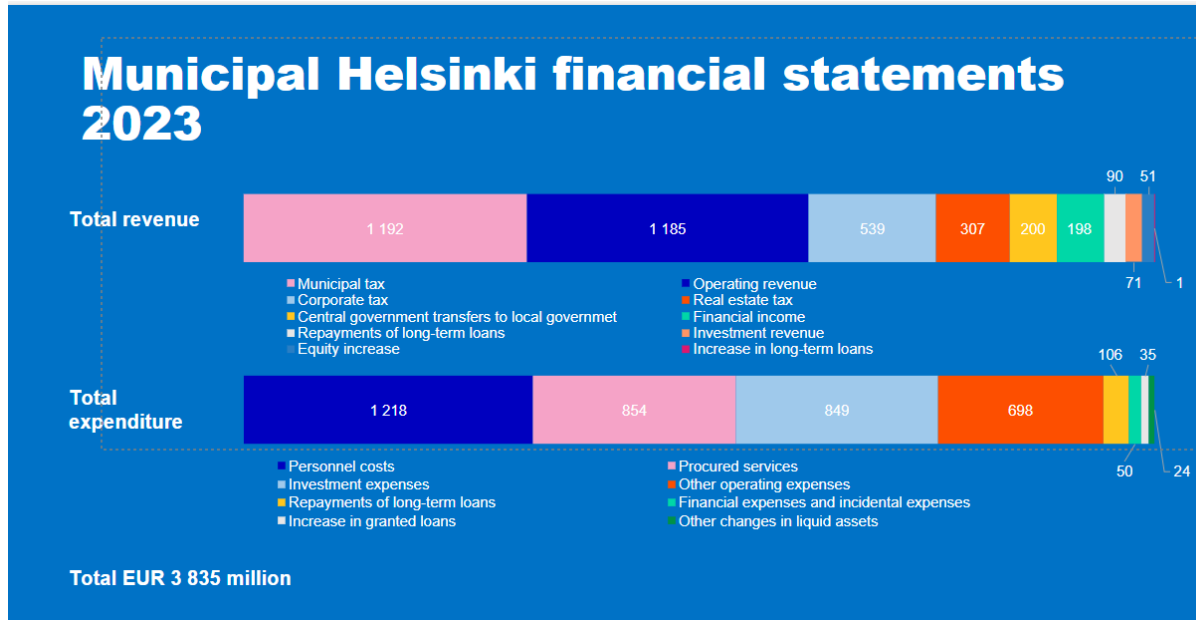 Municipal Helsinki financial statements
2023
90 51
Total revenue
1 192 1 185 539 307 200 198
71 1
Municipal tax Operating revenue
Corporate tax Real estate tax
Central government transfers to local governmet Financial income
Repayments of long-term loans Investment revenue
Equity increase Increase in long-term loans
106 35
Total
expenditure
1 218 854 849 698
50 24
Personnel costs Procured services
Investment expenses Other operating expenses
Repayments of long-term loans Financial expenses and incidental expenses
Increase in granted loans Other changes in liquid assets
Total EUR 3 835 million